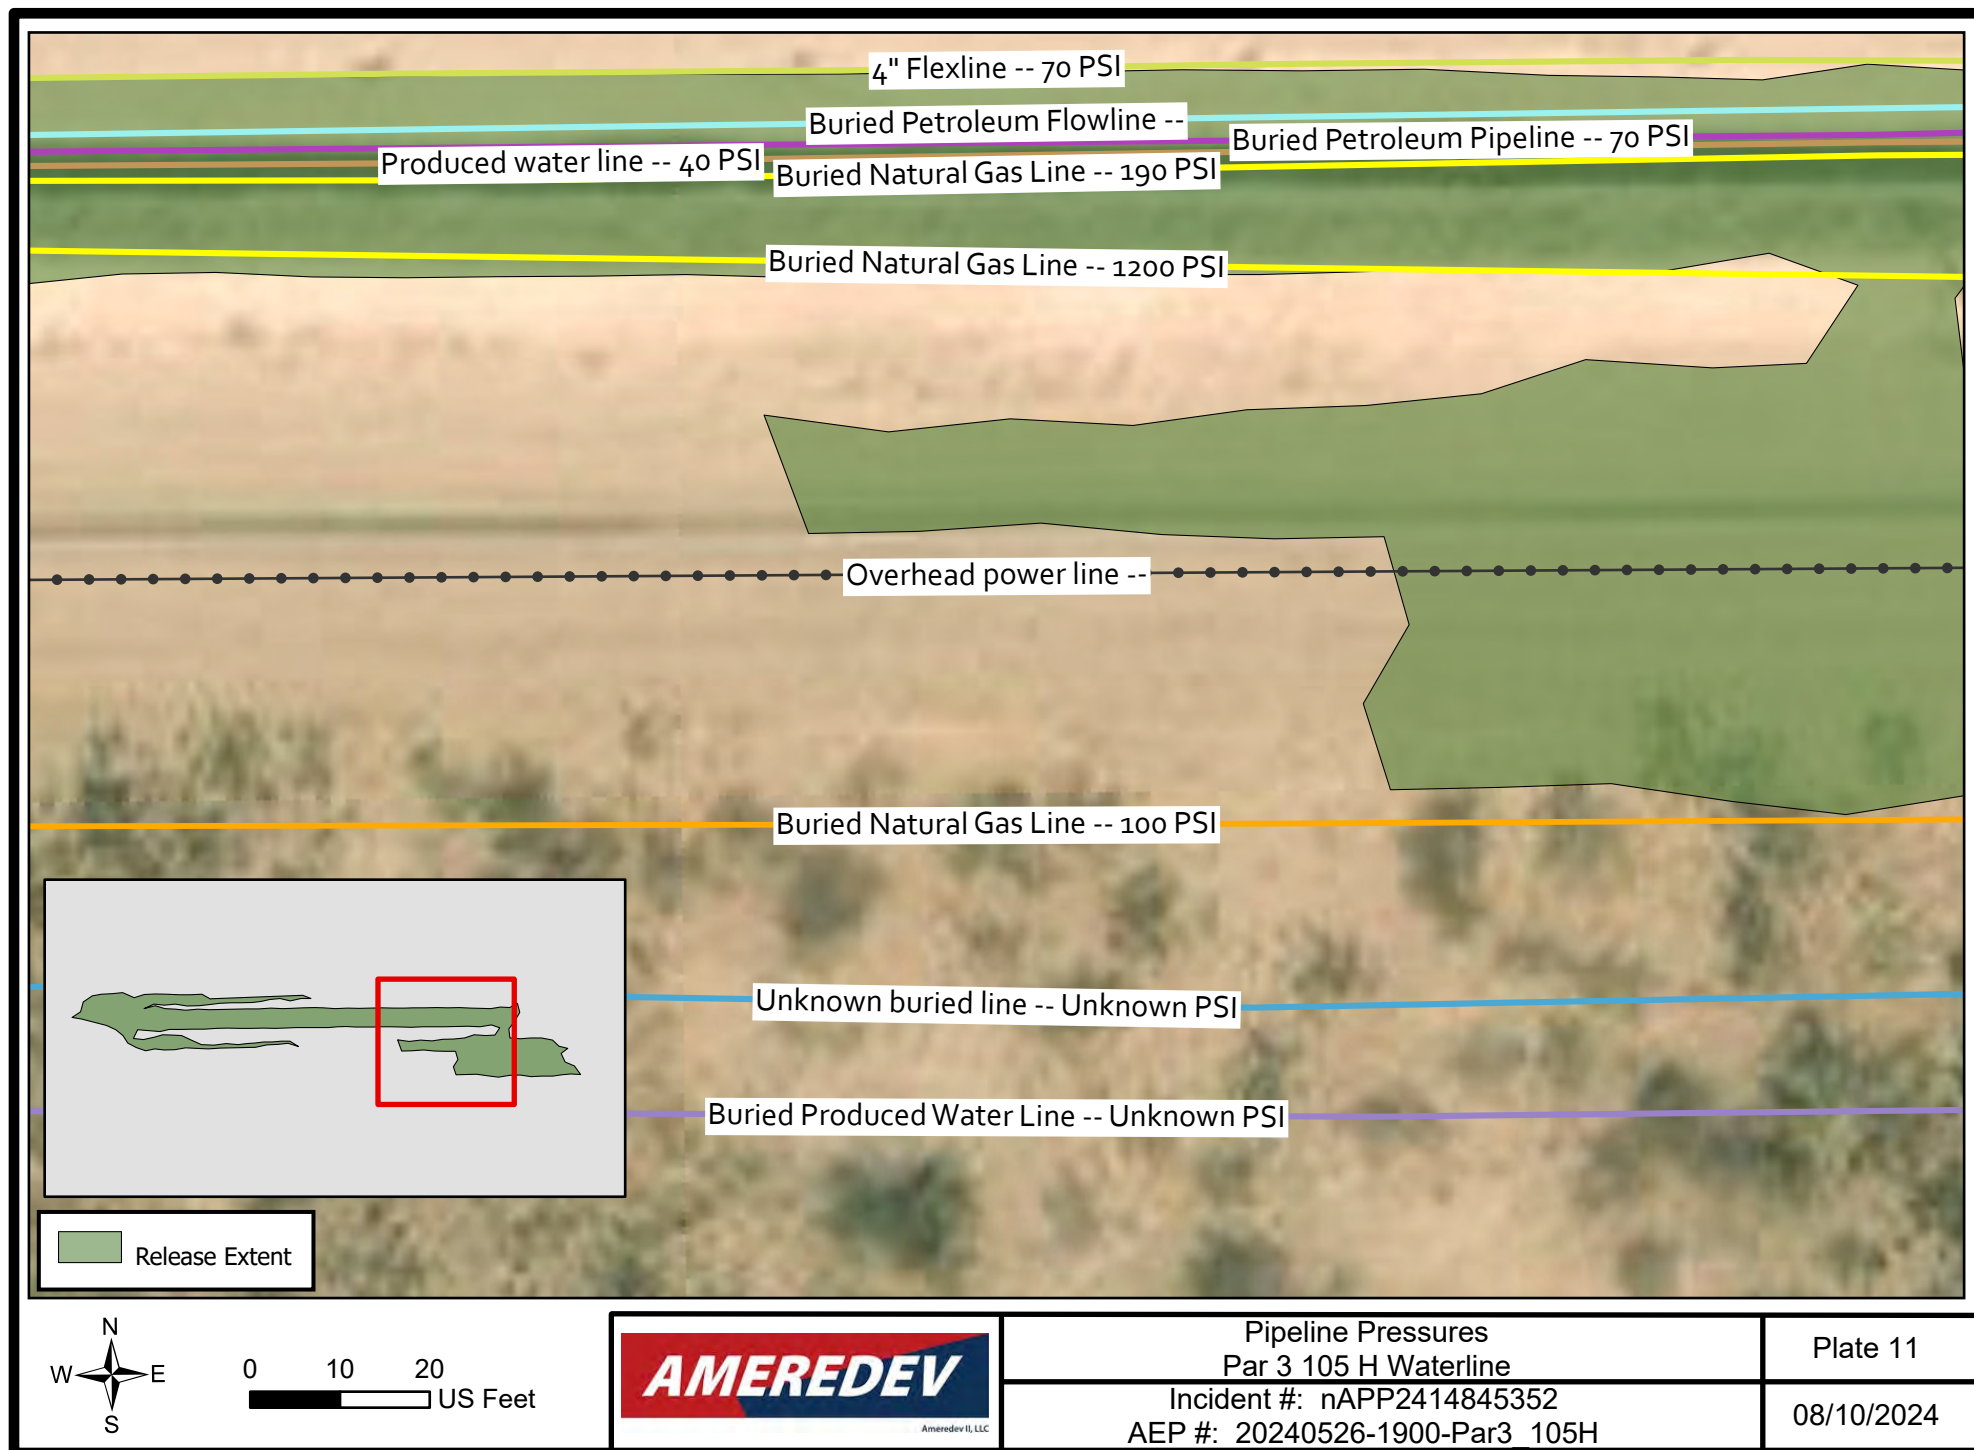 4" Flexline -- 70 PSI
Buried Petroleum Flowline --
Buried Petroleum Pipeline -- 70 PSI
Produced water line -- 40 PSI
Buried Natural Gas Line -- 190 PSI
Buried Natural Gas Line -- 1200 PSI
Overhead power line --
Buried Natural Gas Line -- 100 PSI
Unknown buried line -- Unknown PSI
Buried Produced Water Line -- Unknown PSI
Release Extent
N
W E
S
0 10 20
US Feet
AMEREDEV
Ameredev II, LLC
Pipeline Pressures
Par 3 105 H Waterline
Incident #: nAPP2414845352
AEP #: 20240526-1900-Par3_105H
Plate 11
08/10/2024